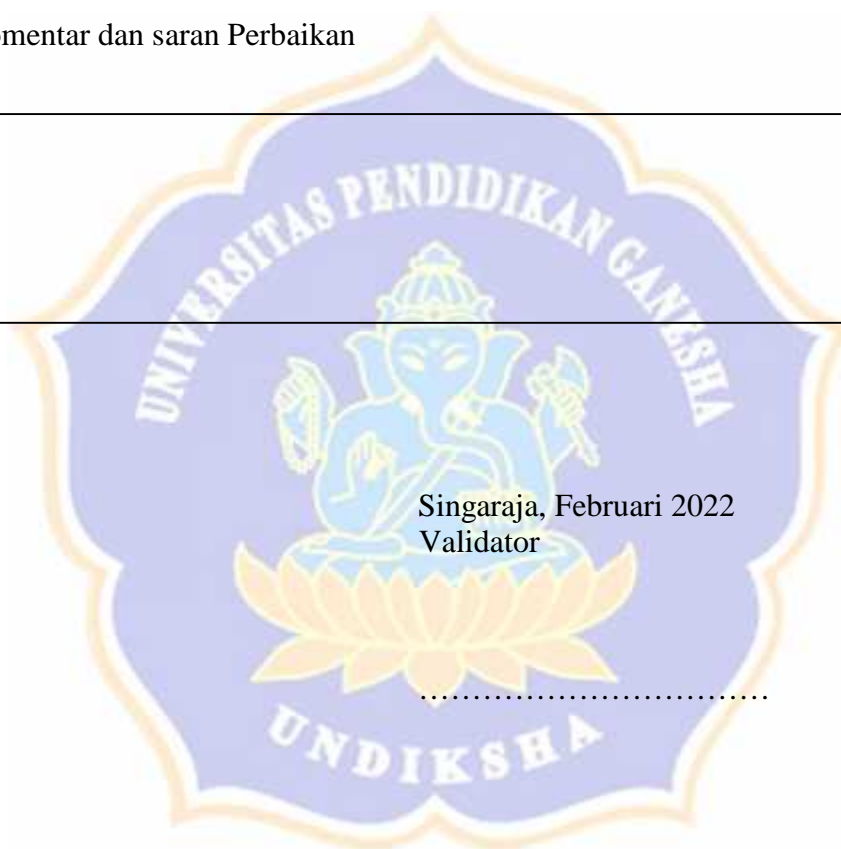 omentar dan saran Perbaikan
UNIVERSITAS PENDIDIKAN GANESHA
Singaraja, Februari 2022
Validator
……………………………
UNDIKSHA